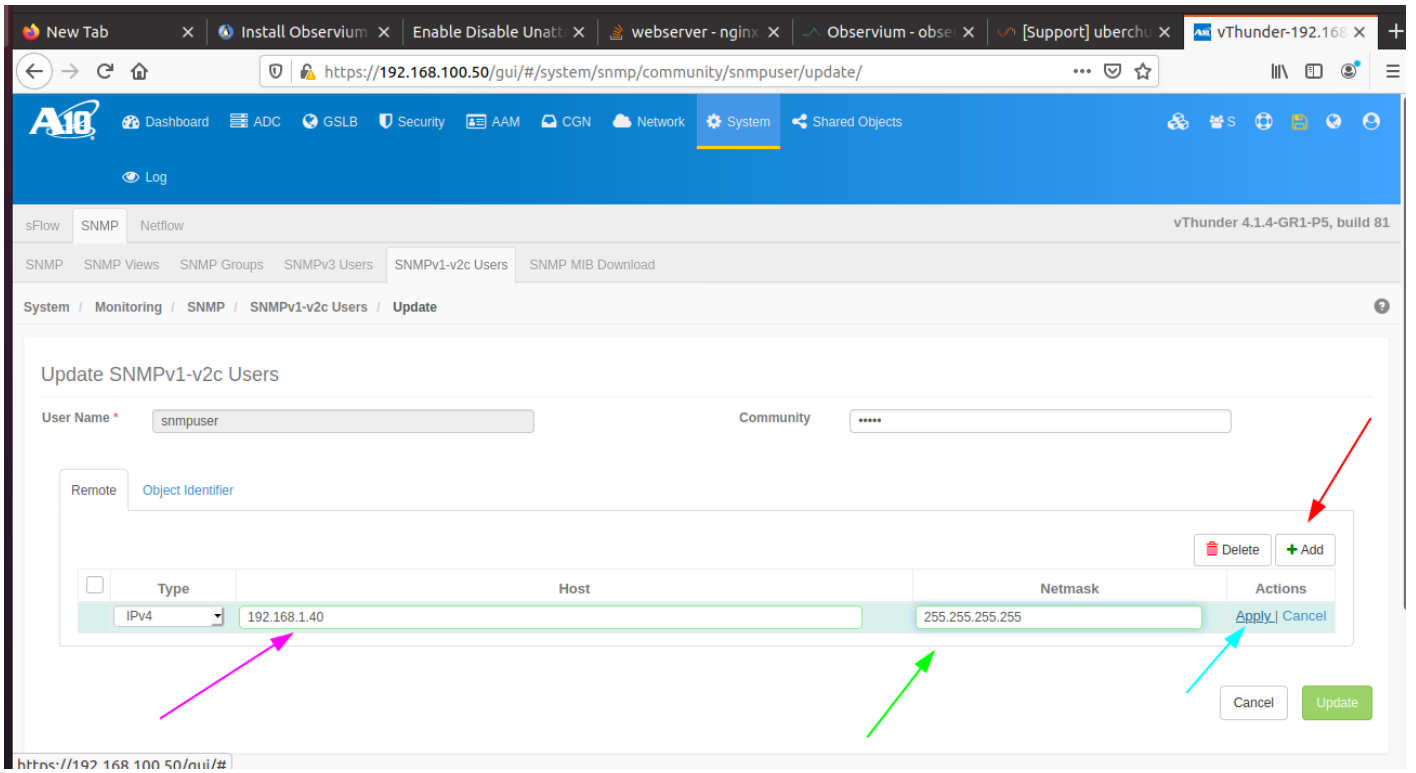 New Tab
Install Observium
Enable Disable Unatt
webserver - nginx
Observium - obser
[Support] uberchu
A10 vThunder-192.168
https://192.168.100.50/gui/#/system/snmp/community/snmpuser/update/
A10
Dashboard ADC GSLB Security AAM CGN Network System Shared Objects S
Log
sFlow SNMP Netflow vThunder 4.1.4-GR1-P5, build 81
SNMP SNMP Views SNMP Groups SNMPv3 Users SNMPv1-v2c Users SNMP MIB Download
System / Monitoring / SNMP / SNMPv1-v2c Users / Update
Update SNMPv1-v2c Users
User Name * snmpuser Community •••••
Remote Object Identifier
Delete + Add
Type Host Netmask Actions
IPv4 192.168.1.40 255.255.255.255 Apply | Cancel
Cancel Update
https://192.168.100.50/gui/#